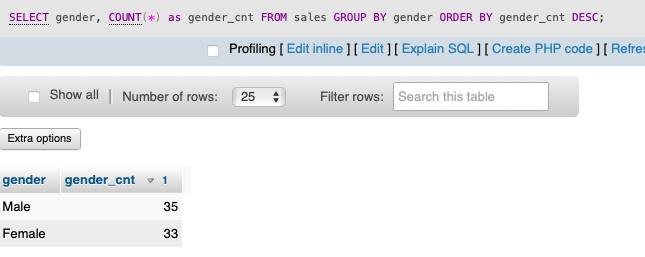 SELECT gender, COUNT(*) as gender_cnt FROM sales GROUP BY gender ORDER BY gender_cnt DESC;
Profiling [ Edit inline ] [ Edit ] [ Explain SQL ] [ Create PHP code ] [ Refres
Show all | Number of rows: 25 Filter rows: Search this table
Extra options
gender gender_cnt 1
Male 35
Female 33